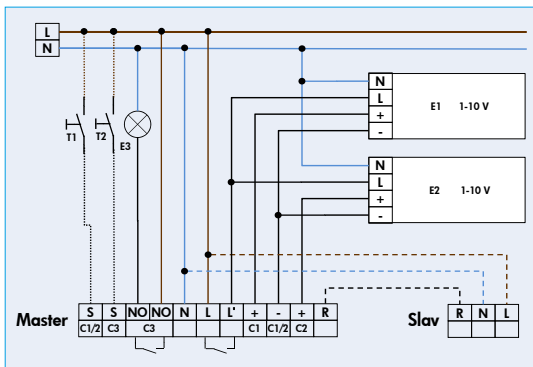 L
N
N
L
E1 1-10 V
+
-
T1
T2
E3
N
L
E2 1-10 V
+
-
Master
S S NO NO N L L' + - + R
C1/2 C3 C3 C1 C1/2 C2
Slav
R N L